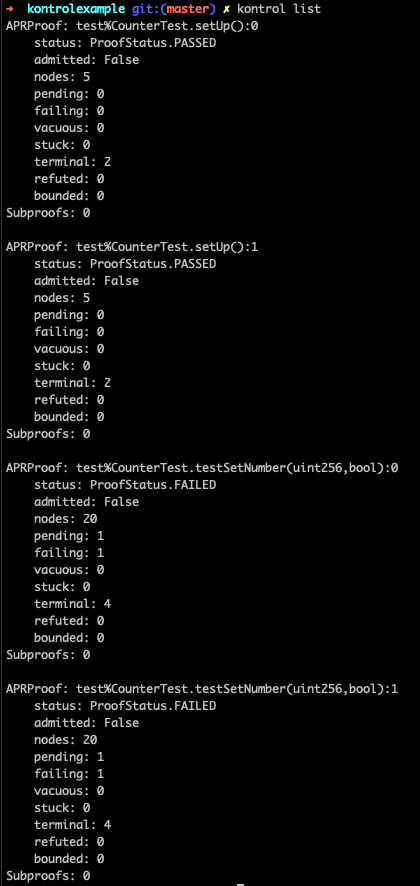 ➜  kontrolexample git:(master) ✗ kontrol list
APRProof: test%CounterTest.setUp():0
    status: ProofStatus.PASSED
    admitted: False
    nodes: 5
    pending: 0
    failing: 0
    vacuous: 0
    stuck: 0
    terminal: 2
    refuted: 0
    bounded: 0
Subproofs: 0

APRProof: test%CounterTest.setUp():1
    status: ProofStatus.PASSED
    admitted: False
    nodes: 5
    pending: 0
    failing: 0
    vacuous: 0
    stuck: 0
    terminal: 2
    refuted: 0
    bounded: 0
Subproofs: 0

APRProof: test%CounterTest.testSetNumber(uint256,bool):0
    status: ProofStatus.FAILED
    admitted: False
    nodes: 20
    pending: 1
    failing: 1
    vacuous: 0
    stuck: 0
    terminal: 4
    refuted: 0
    bounded: 0
Subproofs: 0

APRProof: test%CounterTest.testSetNumber(uint256,bool):1
    status: ProofStatus.FAILED
    admitted: False
    nodes: 20
    pending: 1
    failing: 1
    vacuous: 0
    stuck: 0
    terminal: 4
    refuted: 0
    bounded: 0
Subproofs: 0